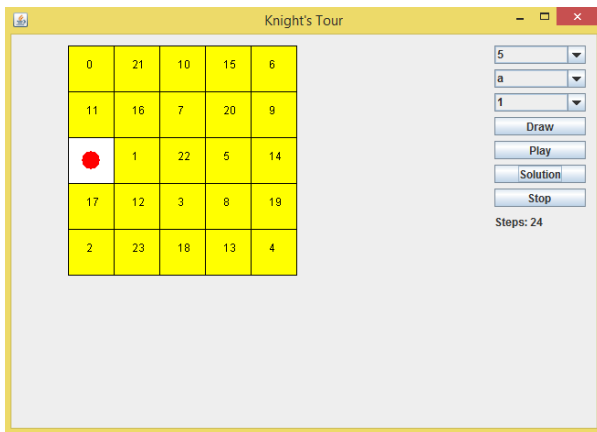 Knight's Tour
0 21 10 15 6
11 16 7 20 9
1 22 5 14
17 12 3 8 19
2 23 18 13 4
5
a
1
Draw
Play
Solution
Stop
Steps: 24